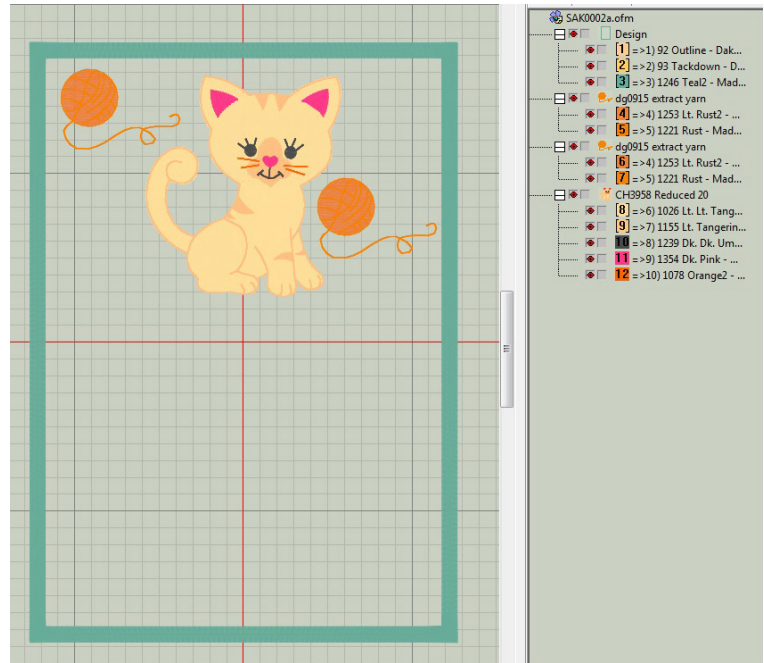 SAK0002a.ofm
Design
1 =>1) 92 Outline - Dak...
2 =>2) 93 Tackdown - D...
3 =>3) 1246 Teal2 - Mad...
dg0915 extract yarn
4 =>4) 1253 Lt. Rust2 - ...
5 =>5) 1221 Rust - Mad...
dg0915 extract yarn
6 =>4) 1253 Lt. Rust2 - ...
7 =>5) 1221 Rust - Mad...
CH3958 Reduced 20
8 =>6) 1026 Lt. Lt. Tang...
9 =>7) 1155 Lt. Tangerin...
10 =>8) 1239 Dk. Dk. Um...
11 =>9) 1354 Dk. Pink - ...
12 =>10) 1078 Orange2 - ...